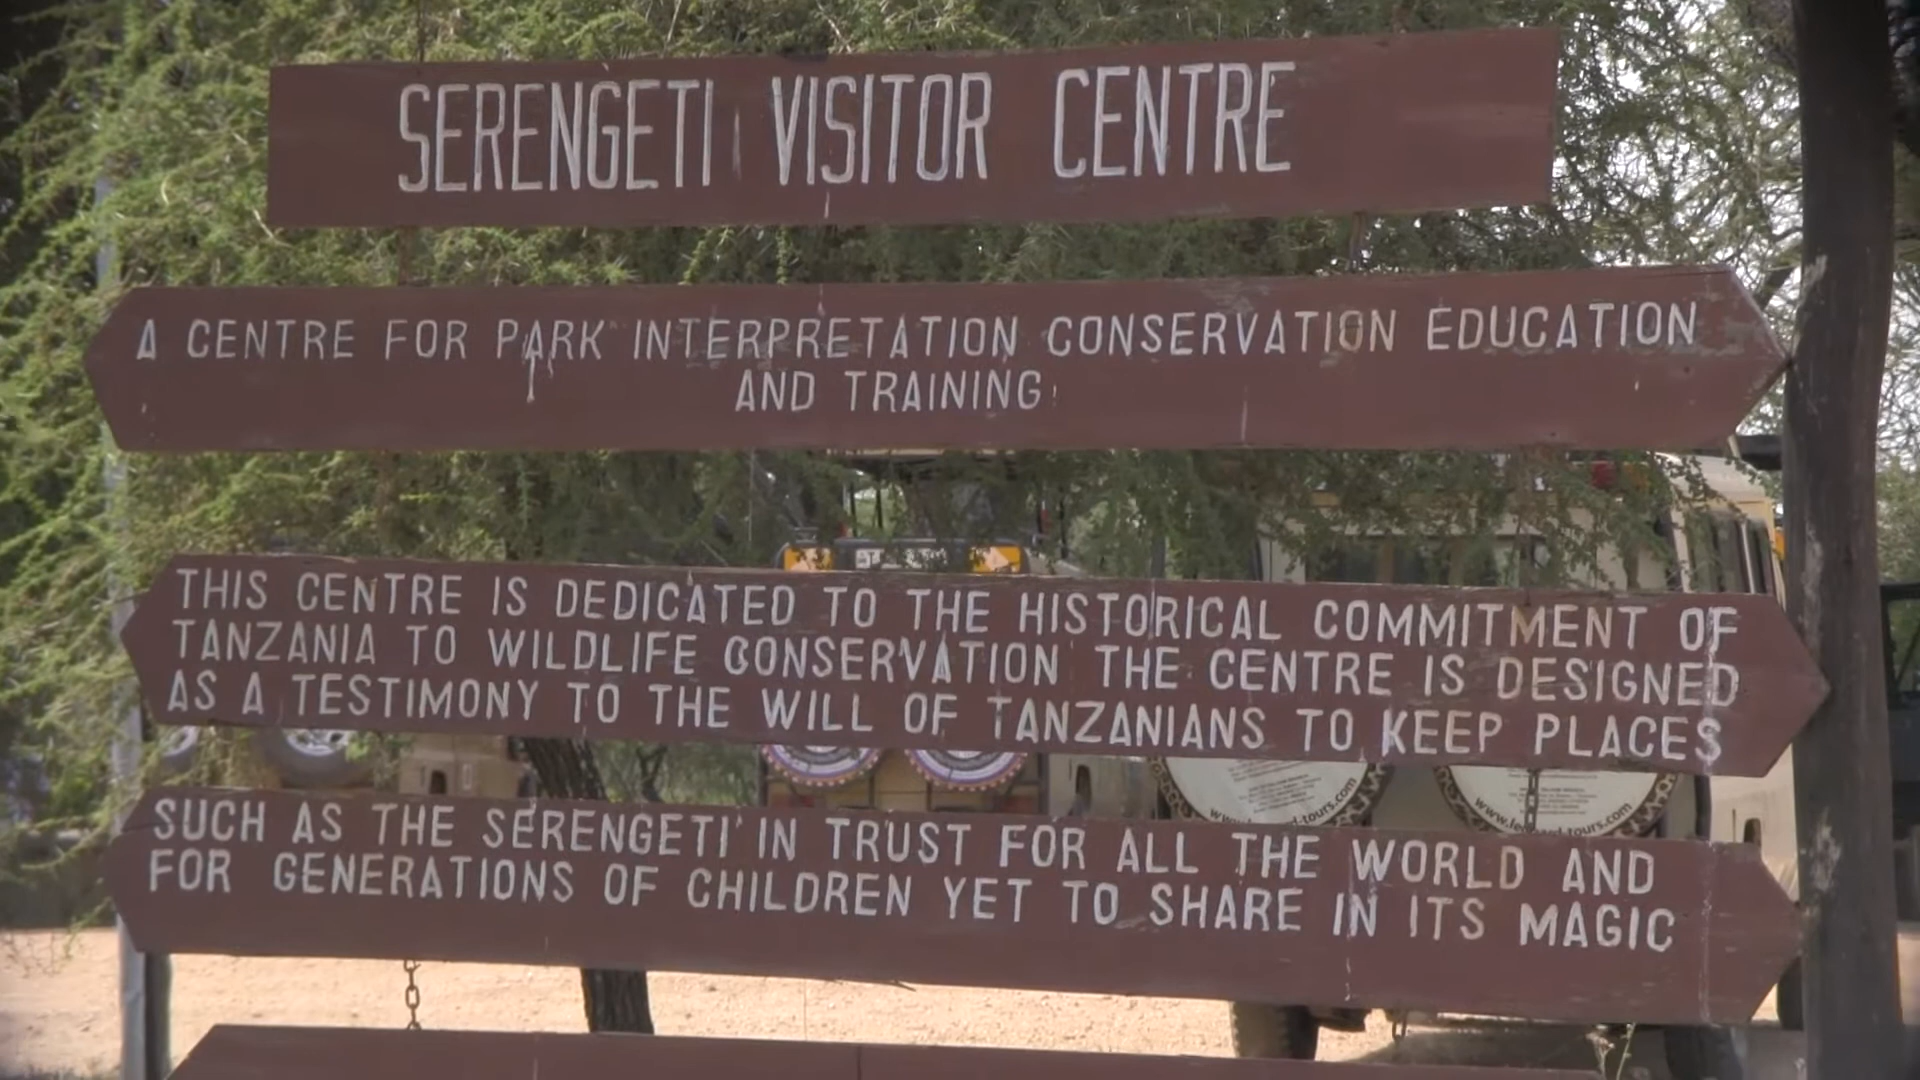 SERENGETI VISITOR CENTRE
A CENTRE FOR PARK INTERPRETATION CONSERVATION EDUCATION
AND TRAINING
THIS CENTRE IS DEDICATED TO THE HISTORICAL COMMITMENT OF
TANZANIA TO WILDLIFE CONSERVATION THE CENTRE IS DESIGNED
AS A TESTIMONY TO THE WILL OF TANZANIANS TO KEEP PLACES
SUCH AS THE SERENGETI IN TRUST FOR ALL THE WORLD AND
FOR GENERATIONS OF CHILDREN YET TO SHARE IN ITS MAGIC